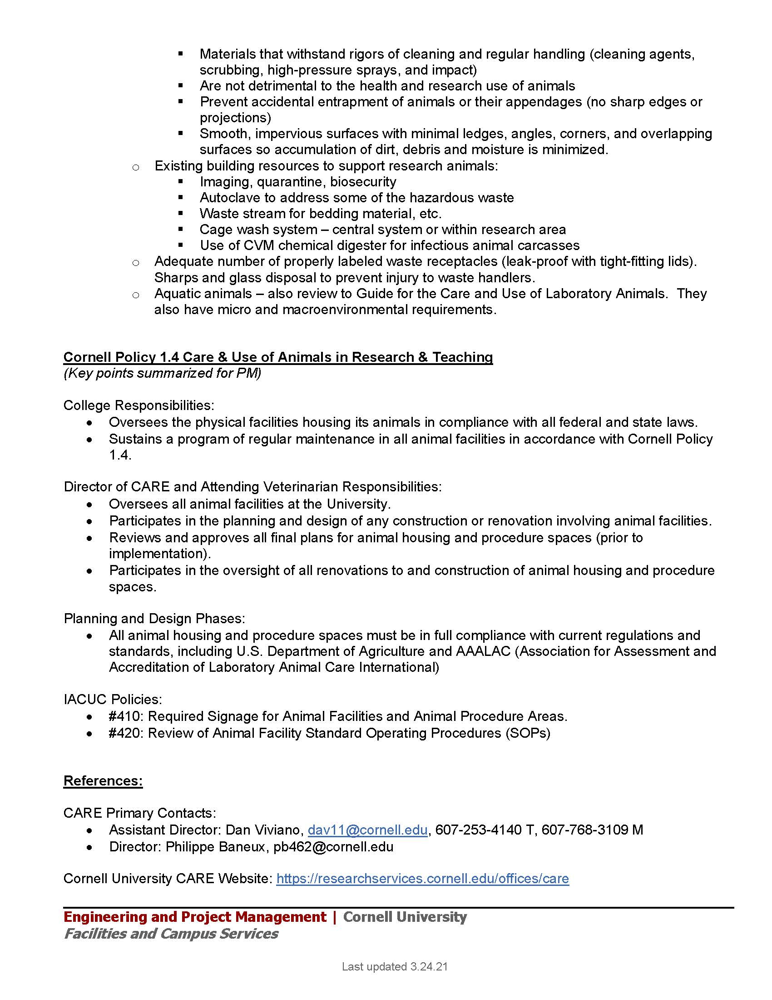 ▪ Materials that withstand rigors of cleaning and regular handling (cleaning agents,
scrubbing, high-pressure sprays, and impact)
▪ Are not detrimental to the health and research use of animals
▪ Prevent accidental entrapment of animals or their appendages (no sharp edges or
projections)
▪ Smooth, impervious surfaces with minimal ledges, angles, corners, and overlapping
surfaces so accumulation of dirt, debris and moisture is minimized.
o Existing building resources to support research animals:
▪ Imaging, quarantine, biosecurity
▪ Autoclave to address some of the hazardous waste
▪ Waste stream for bedding material, etc.
▪ Cage wash system – central system or within research area
▪ Use of CVM chemical digester for infectious animal carcasses
o Adequate number of properly labeled waste receptacles (leak-proof with tight-fitting lids).
Sharps and glass disposal to prevent injury to waste handlers.
o Aquatic animals – also review to Guide for the Care and Use of Laboratory Animals.  They
also have micro and macroenvironmental requirements.
Cornell Policy 1.4 Care & Use of Animals in Research & Teaching
(Key points summarized for PM)
College Responsibilities:
• Oversees the physical facilities housing its animals in compliance with all federal and state laws.
• Sustains a program of regular maintenance in all animal facilities in accordance with Cornell Policy
1.4.
Director of CARE and Attending Veterinarian Responsibilities:
• Oversees all animal facilities at the University.
• Participates in the planning and design of any construction or renovation involving animal facilities.
• Reviews and approves all final plans for animal housing and procedure spaces (prior to
implementation).
• Participates in the oversight of all renovations to and construction of animal housing and procedure
spaces.
Planning and Design Phases:
• All animal housing and procedure spaces must be in full compliance with current regulations and
standards, including U.S. Department of Agriculture and AAALAC (Association for Assessment and
Accreditation of Laboratory Animal Care International)
IACUC Policies:
• #410: Required Signage for Animal Facilities and Animal Procedure Areas.
• #420: Review of Animal Facility Standard Operating Procedures (SOPs)
References:
CARE Primary Contacts:
• Assistant Director: Dan Viviano, dav11@cornell.edu, 607-253-4140 T, 607-768-3109 M
• Director: Philippe Baneux, pb462@cornell.edu
Cornell University CARE Website: https://researchservices.cornell.edu/offices/care
Engineering and Project Management | Cornell University
Facilities and Campus Services
Last updated 3.24.21